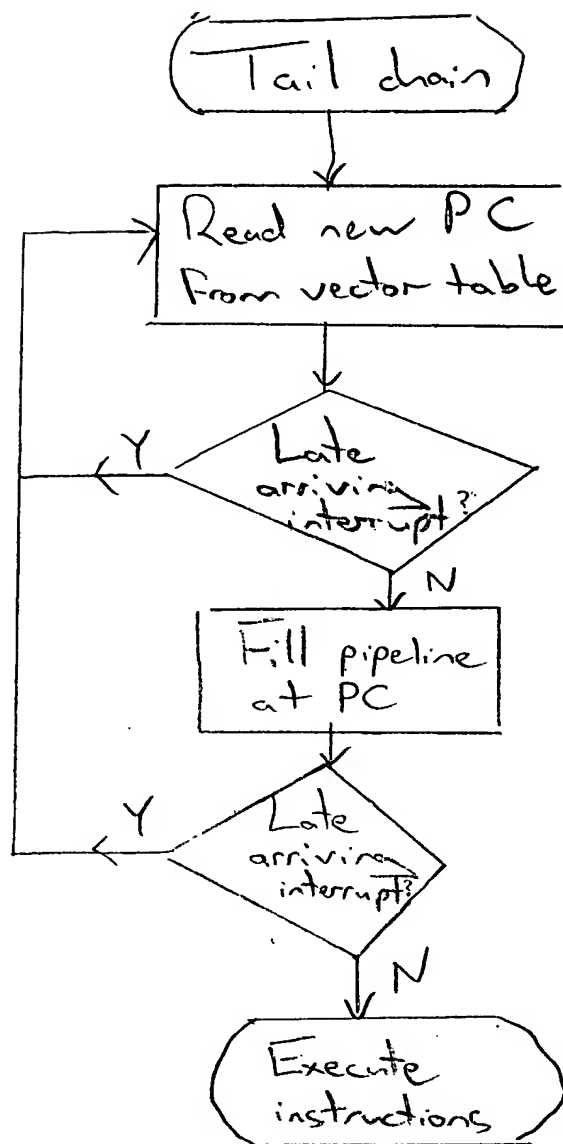 Tail chain
Read new PC
From vector table
Y
Late
arriving
interrupt?
N
Fill pipeline
at PC
Y
Late
arriving
interrupt?
N
Execute
instructions